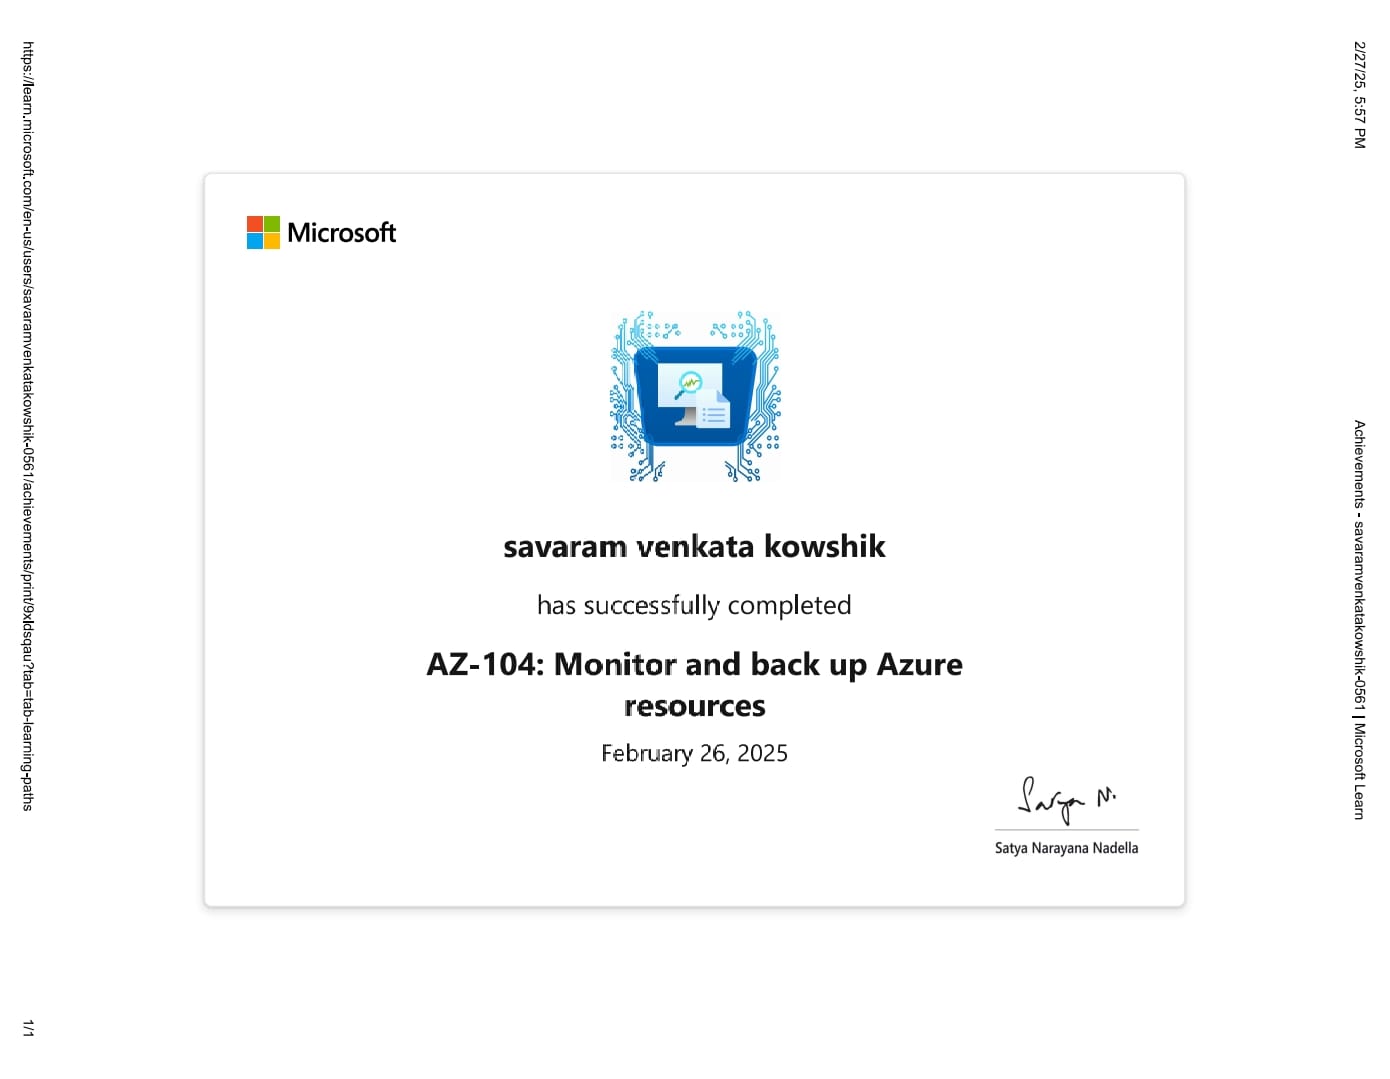 2/27/25, 5:57 PM
Achievements - savaramvenkatakowshik-0561 | Microsoft Learn
Microsoft
savaram venkata kowshik
has successfully completed
AZ-104: Monitor and back up Azure
resources
February 26, 2025
Satya N.
Satya Narayana Nadella
https://learn.microsoft.com/en-us/users/savaramvenkatakowshik-0561/achievements/print/9xldsqau?tab=tab-learning-paths
1/1